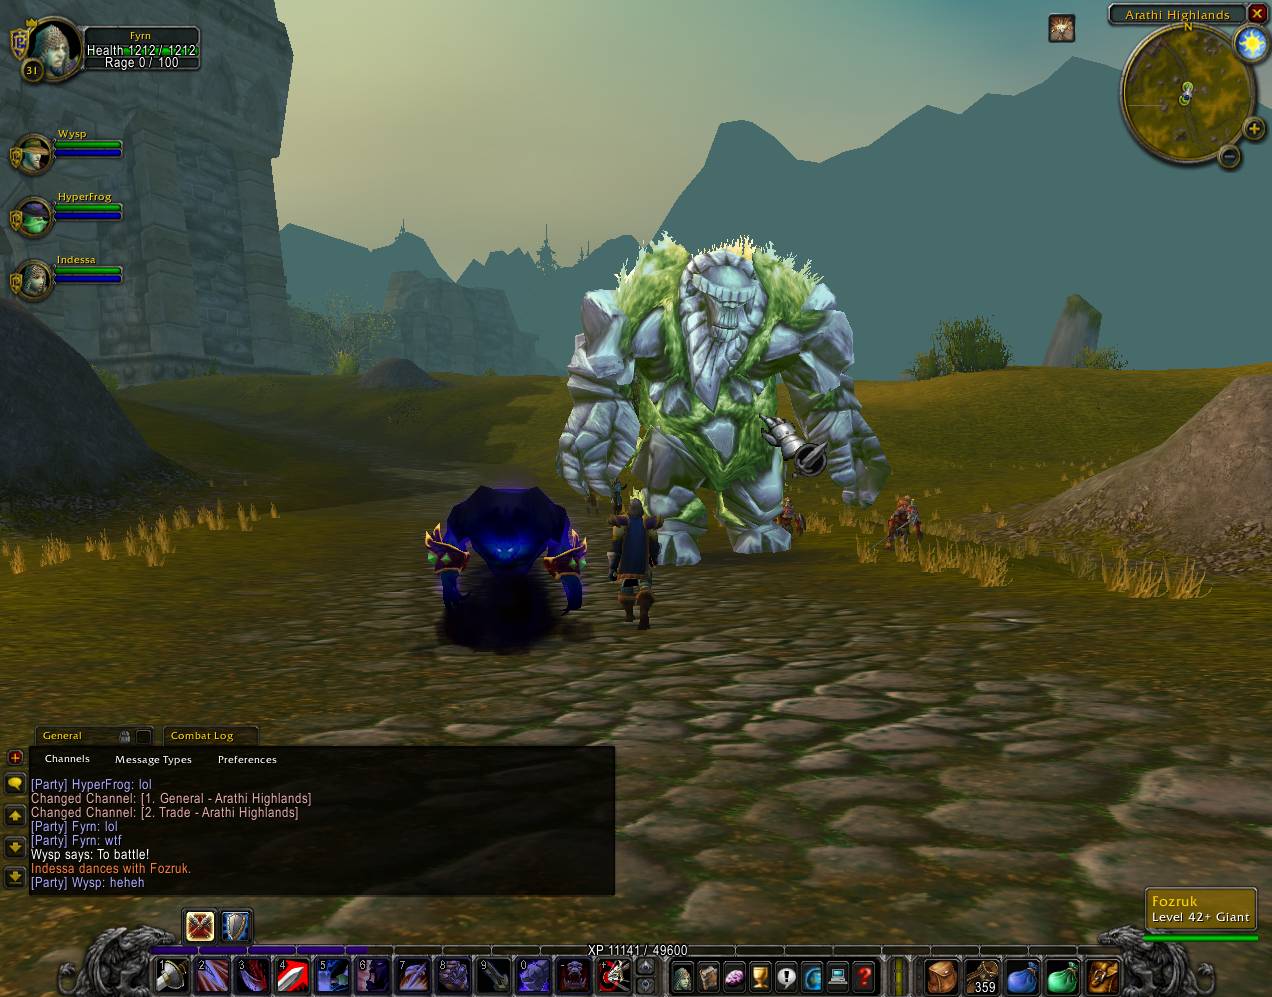 Arathi Highlands
N
Fyrn
Health 1212 / 1212
Rage 0 / 100
31
Wysp
HyperFrog
Indessa
General
Combat Log
Channels Message Types Preferences
[Party] HyperFrog: lol
Changed Channel: [1. General - Arathi Highlands]
Changed Channel: [2. Trade - Arathi Highlands]
[Party] Fyrn: lol
[Party] Fyrn: wtf
Wysp says: To battle!
Indessa dances with Fozruk.
[Party] Wysp: heheh
Fozruk
Level 42+ Giant
XP 11141 / 49600
1 2 3 4 5 6 7 8 9 0 - +
359